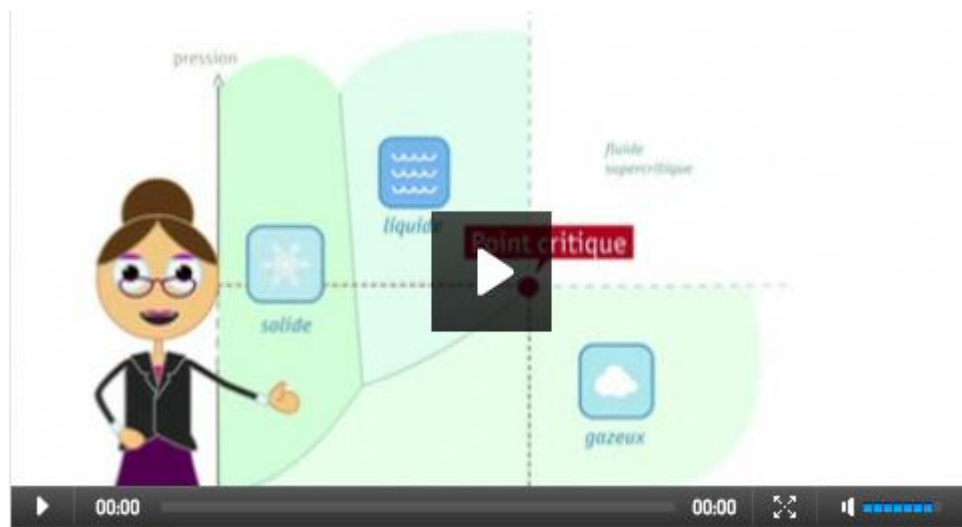 pression
fluide
supercritique
liquide
Point critique
solide
gazeux
00:00
00:00